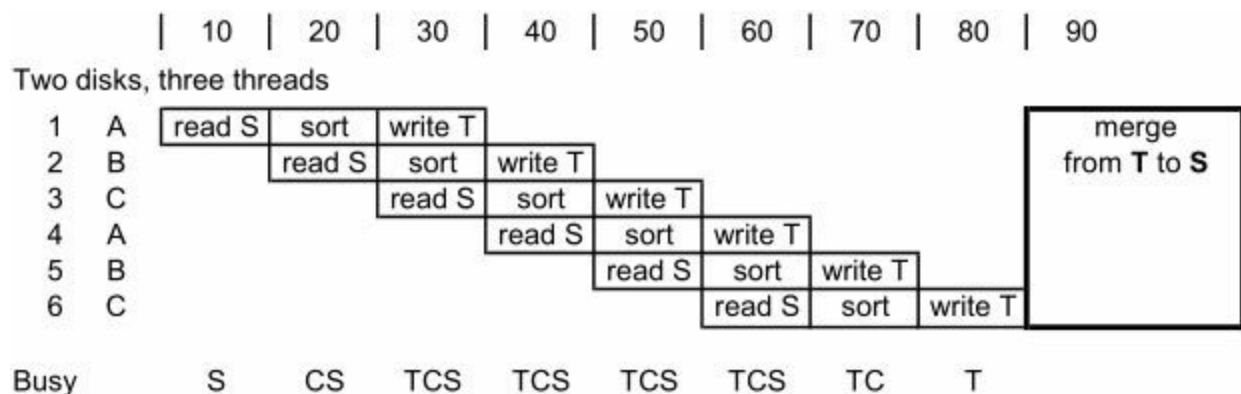 10 20 30 40 50 60 70 80 90
Two disks, three threads
1 A read S sort write T merge
2 B read S sort write T from T to S
3 C read S sort write T
4 A read S sort write T
5 B read S sort write T
6 C read S sort write T
Busy S CS TCS TCS TCS TCS TC T